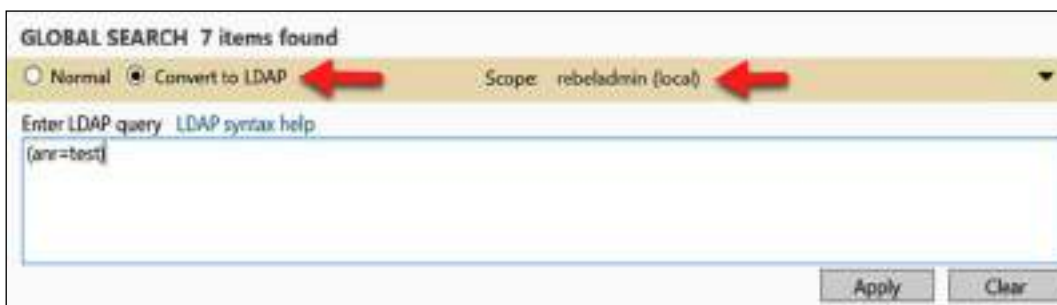 GLOBAL SEARCH 7 items found
Normal Convert to LDAP Scope: rebeladmin (local)
Enter LDAP query LDAP syntax help
(anr=test)
Apply Clear